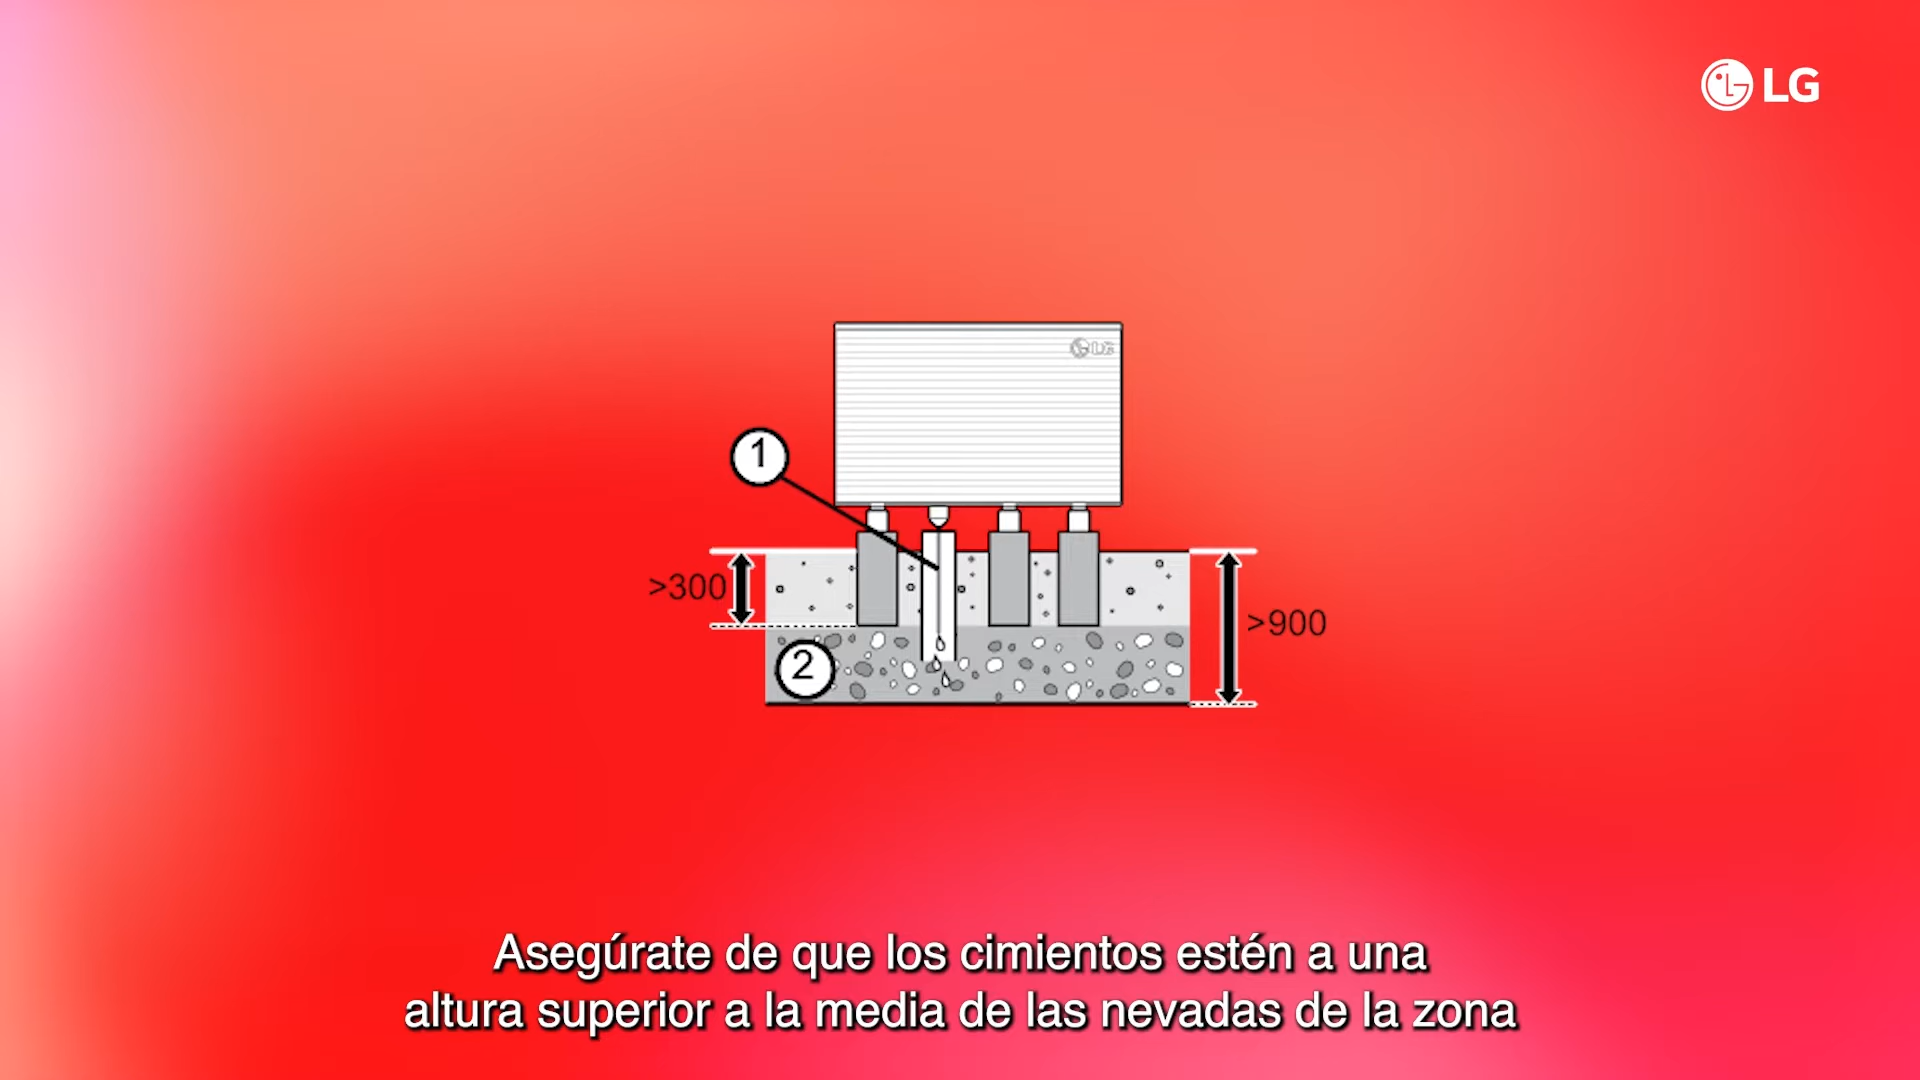 LG
LG
1
>300
>900
2
Asegúrate de que los cimientos estén a una
altura superior a la media de las nevadas de la zona